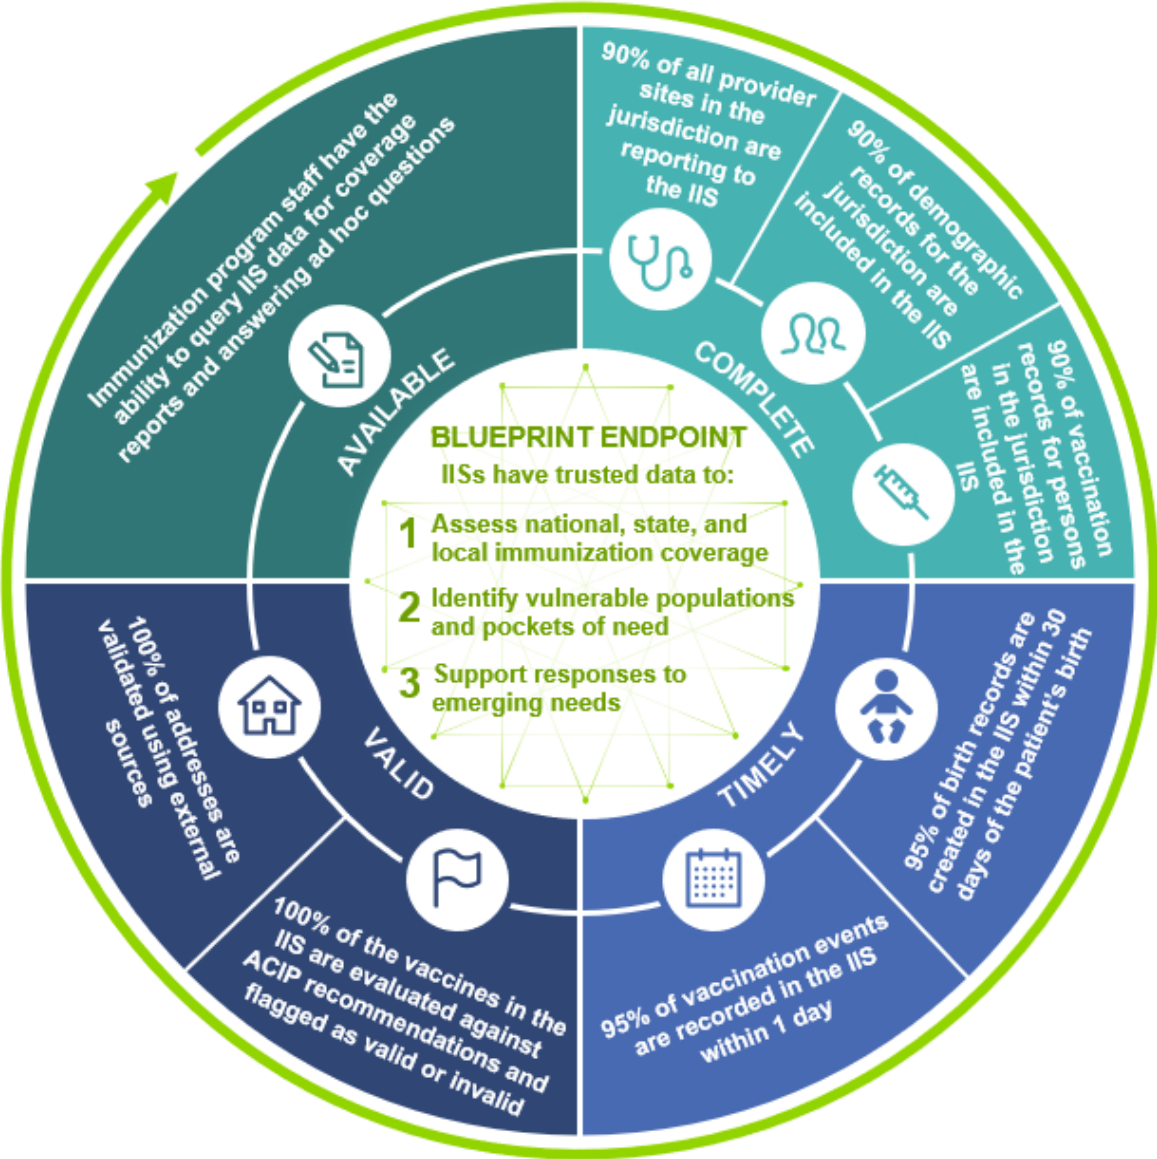 90% of all provider
sites in the
jurisdiction are
reporting to
the IIS
90% of demographic
records for the
jurisdiction are
included in the IIS
90% of vaccination
records for persons
in the jurisdiction
are included in the
IIS
COMPLETE
95% of birth records are
created in the IIS within 30
days of the patient's birth
95% of vaccination events
are recorded in the IIS
within 1 day
TIMELY
100% of the vaccines in the
IIS are evaluated against
ACIP recommendations and
flagged as valid or invalid
100% of addresses are
validated using external
sources
VALID
Immunization program staff have the
ability to query IIS data for coverage
reports and answering ad hoc questions
AVAILABLE
BLUEPRINT ENDPOINT
IISs have trusted data to:
1 Assess national, state, and
local immunization coverage
2 Identify vulnerable populations
and pockets of need
3 Support responses to
emerging needs